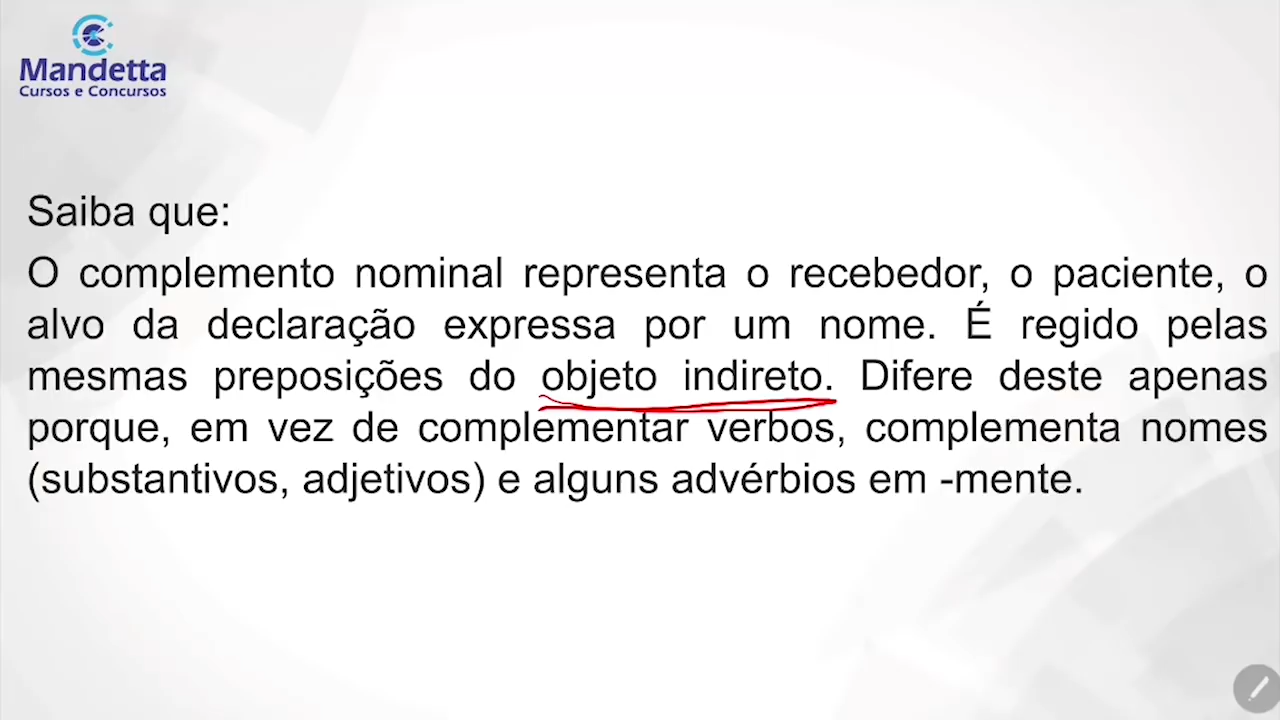 Mandetta
Cursos e Concursos
Saiba que:
O complemento nominal representa o recebedor, o paciente, o
alvo da declaração expressa por um nome. É regido pelas
mesmas preposições do objeto indireto. Difere deste apenas
porque, em vez de complementar verbos, complementa nomes
(substantivos, adjetivos) e alguns advérbios em -mente.